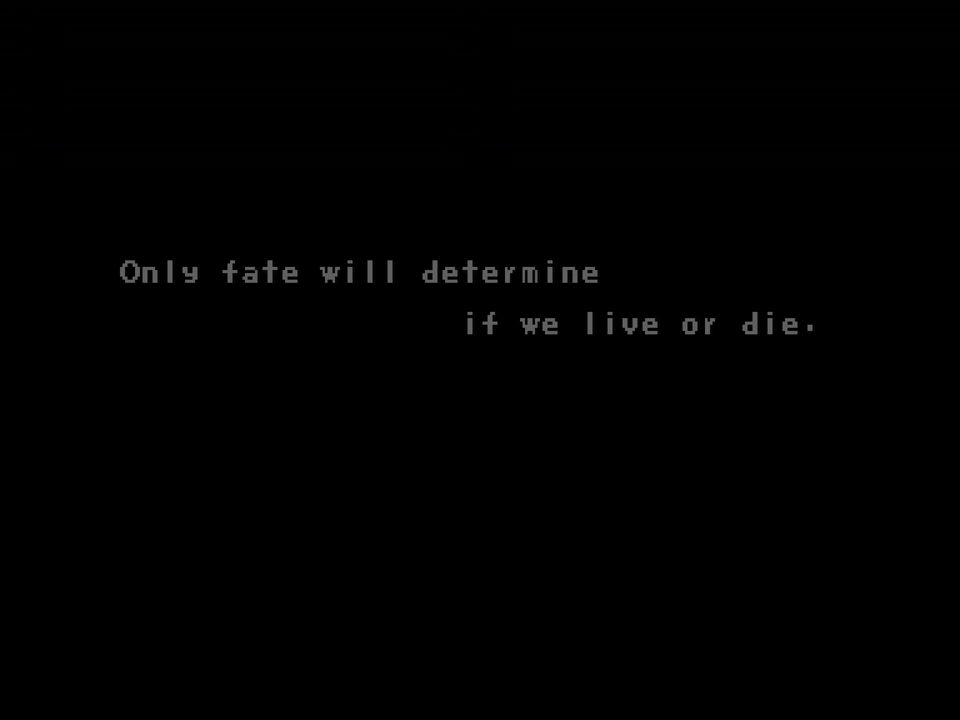 Only fate will determine
if we live or die.